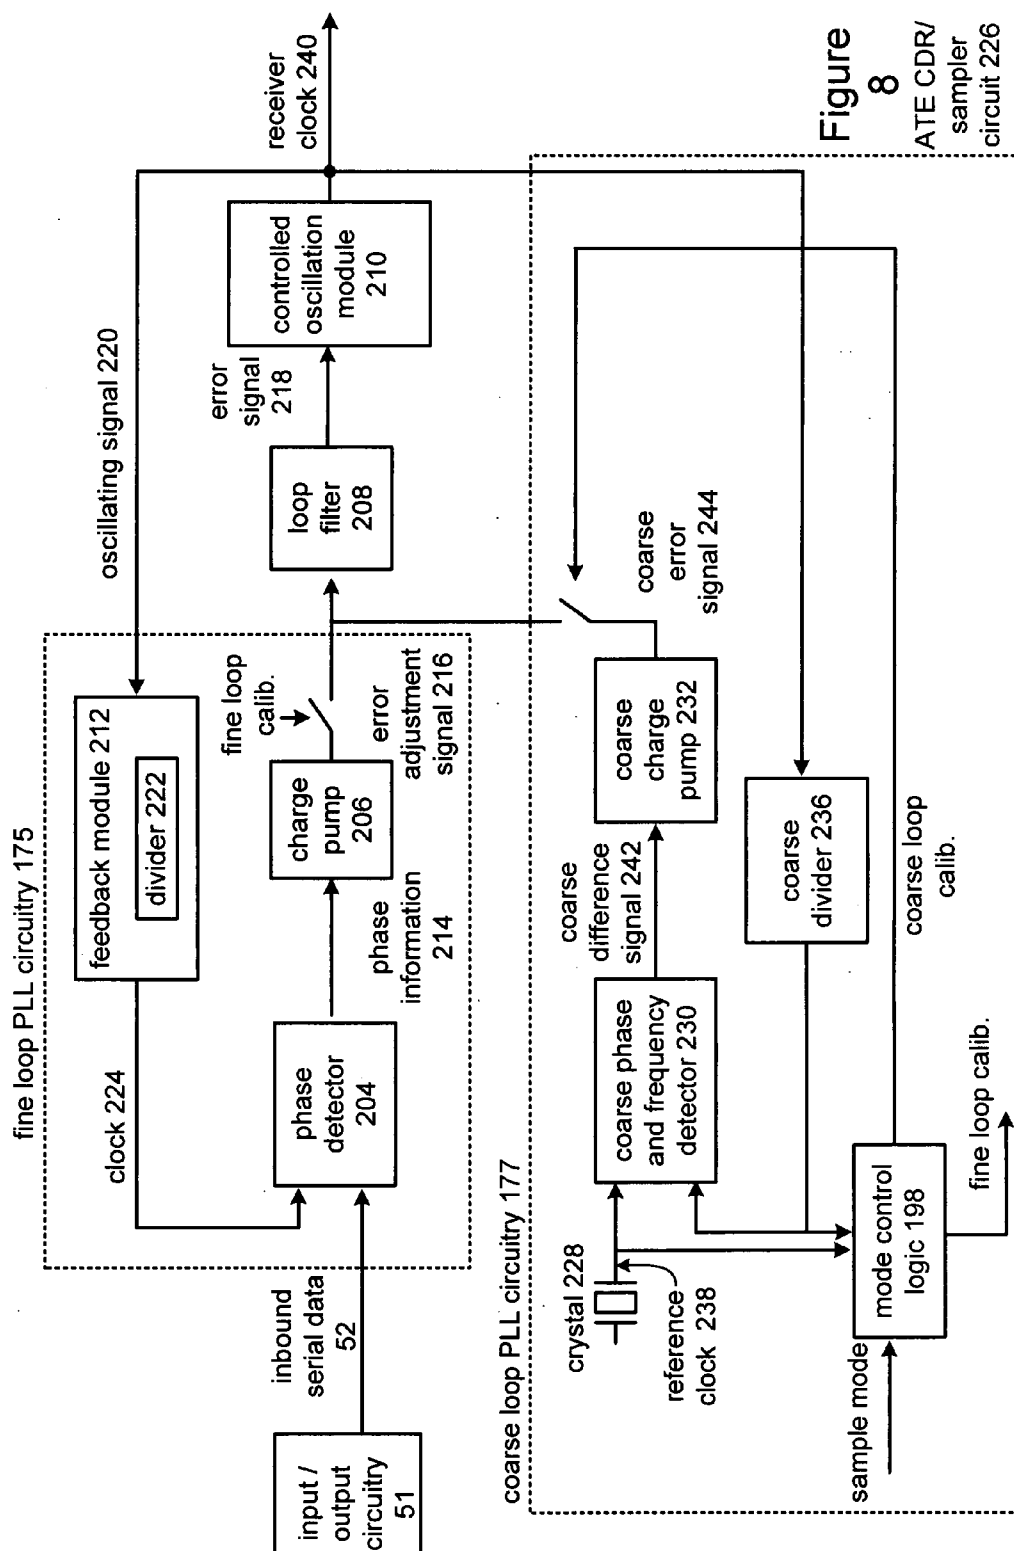 fine loop PLL circuitry 175
oscillating signal 220
feedback module 212
divider 222
clock 224
fine loop
calib.
receiver
clock 240
input /
output
circuitry
51
inbound
serial data
52
phase
detector
204
phase
information
214
charge
pump
206
error
adjustment
signal 216
loop
filter
208
error
signal
218
controlled
oscillation
module
210
coarse loop PLL circuitry 177
crystal 228
reference
clock 238
coarse phase
and frequency
detector 230
coarse
difference
signal 242
coarse
charge
pump 232
coarse
error
signal 244
coarse
divider 236
sample mode
mode control
logic 198
coarse loop
calib.
fine loop calib.
Figure
8
ATE CDR/
sampler
circuit 226